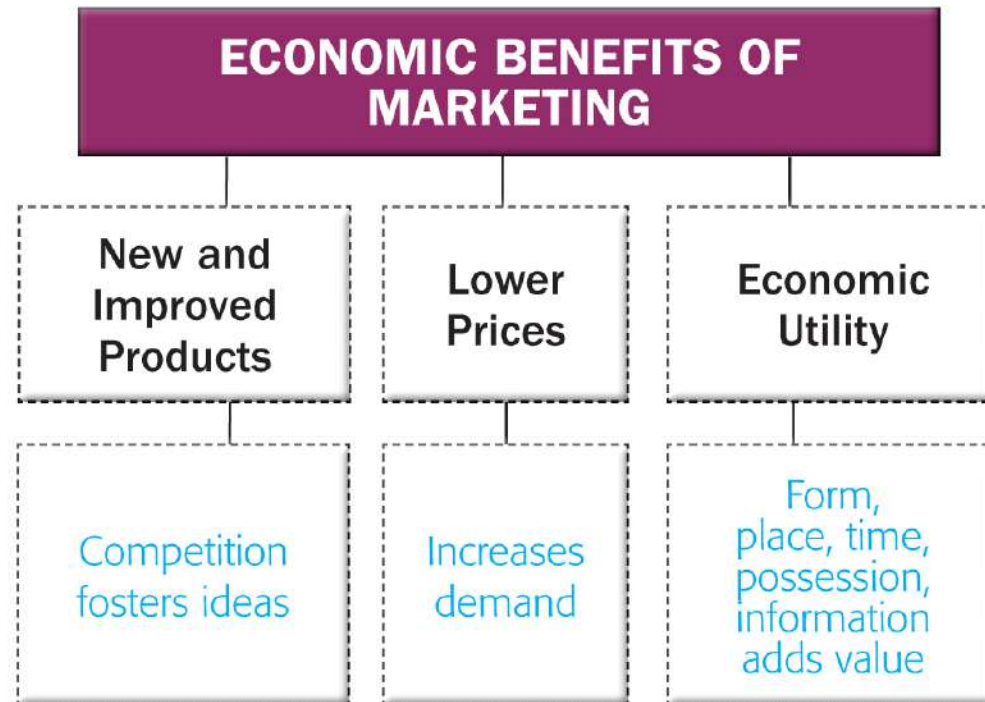 ECONOMIC BENEFITS OF
MARKETING
New and
Improved
Products
Lower
Prices
Economic
Utility
Competition
fosters ideas
Increases
demand
Form,
place, time,
possession,
information
adds value